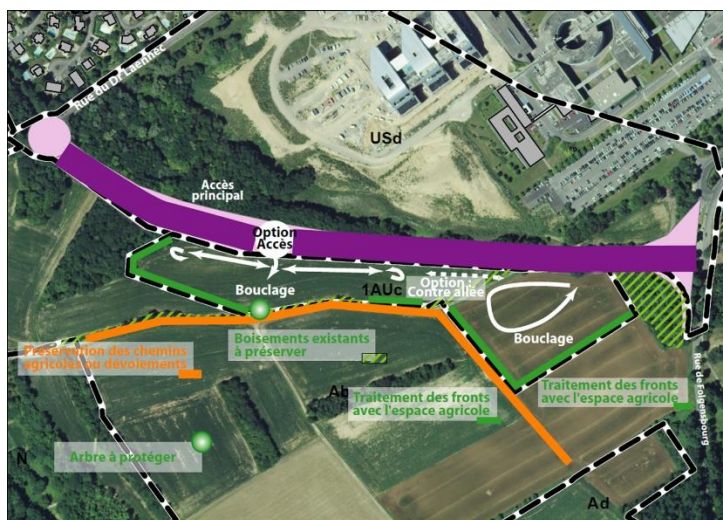 Rue du Dr. Laennec
USd
Accès
principal
Option
Accès
Bouclage
1AUc
Option :
Contre allée
Bouclage
Boisements existants
à préserver
Préservation des chemins
agricoles ou dévoiements
Traitement des fronts
avec l'espace agricole
Traitement des fronts
avec l'espace agricole
Rue de Folgensbourg
Arbre à protéger
N
Ad